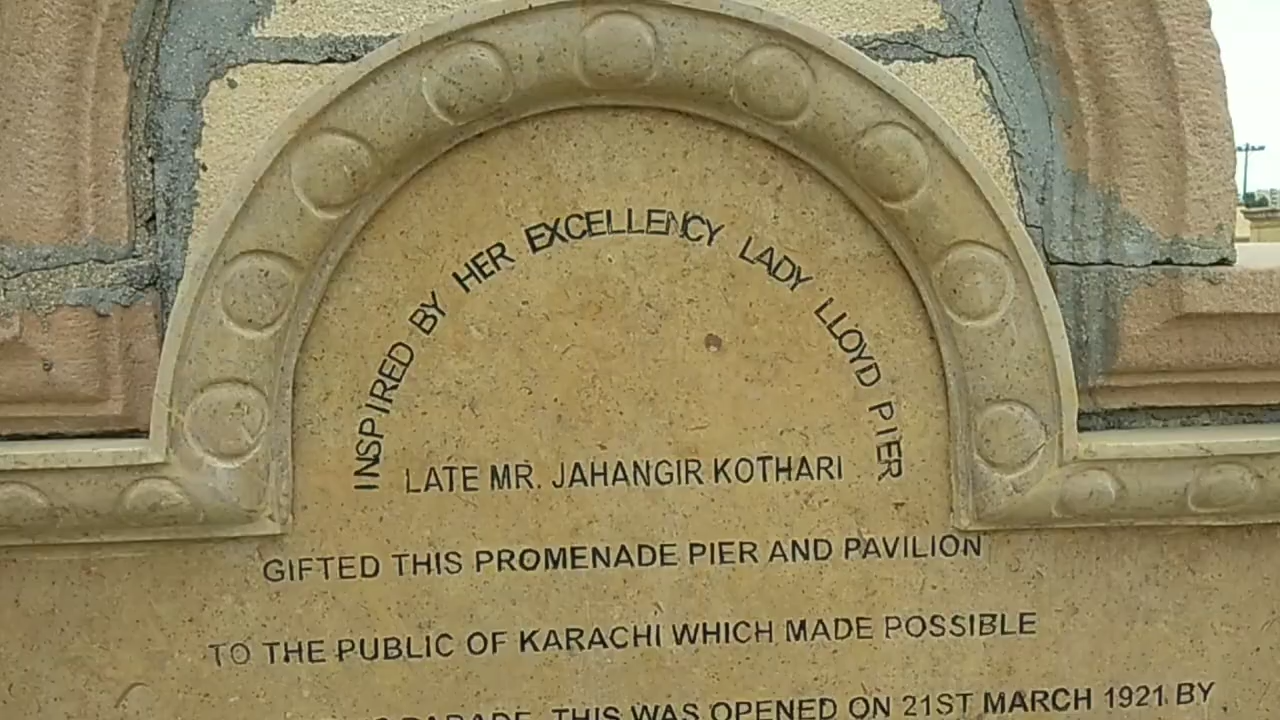 INSPIRED BY HER EXCELLENCY LADY LLOYD PIER
LATE MR. JAHANGIR KOTHARI
GIFTED THIS PROMENADE PIER AND PAVILION
TO THE PUBLIC OF KARACHI WHICH MADE POSSIBLE
PARADE. THIS WAS OPENED ON 21ST MARCH 1921 BY